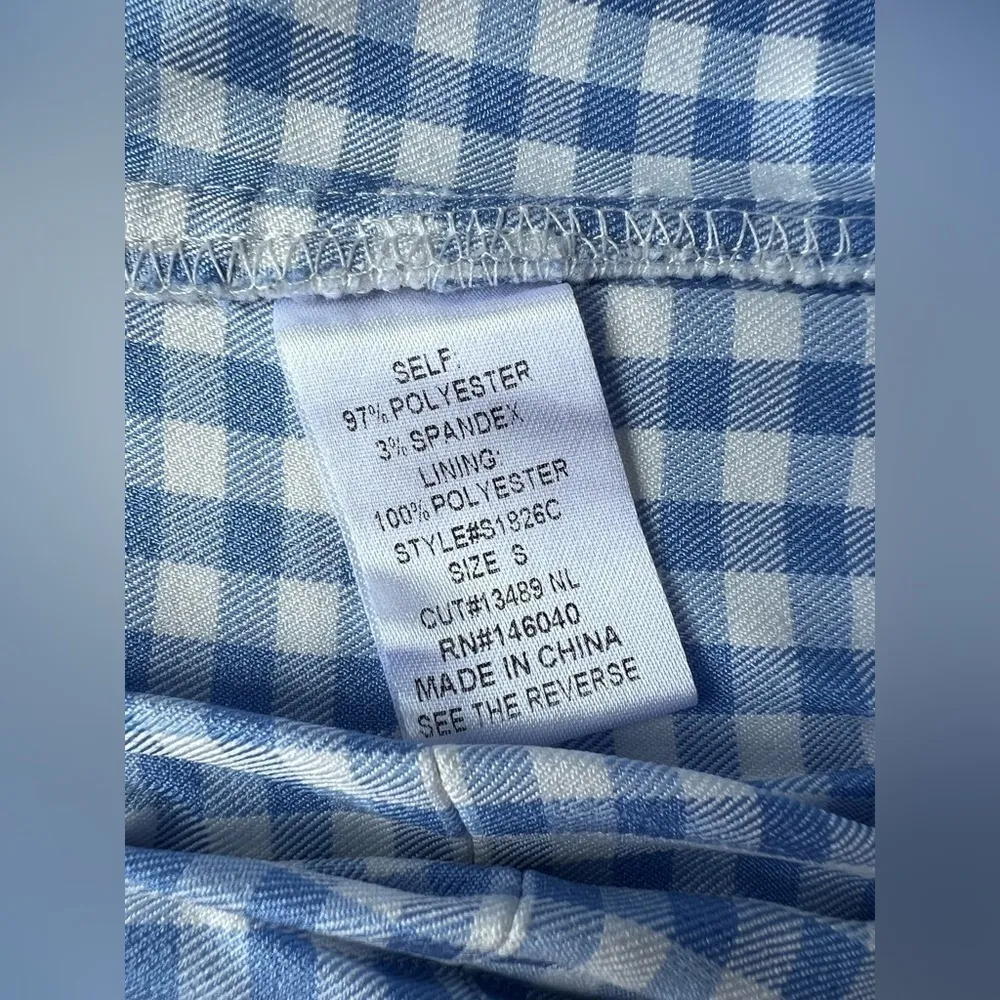 SELF:
97% POLYESTER
3% SPANDEX
LINING:
100% POLYESTER
STYLE#S1826C
SIZE S
CUT#13489 NL
RN#146040
MADE IN CHINA
SEE THE REVERSE